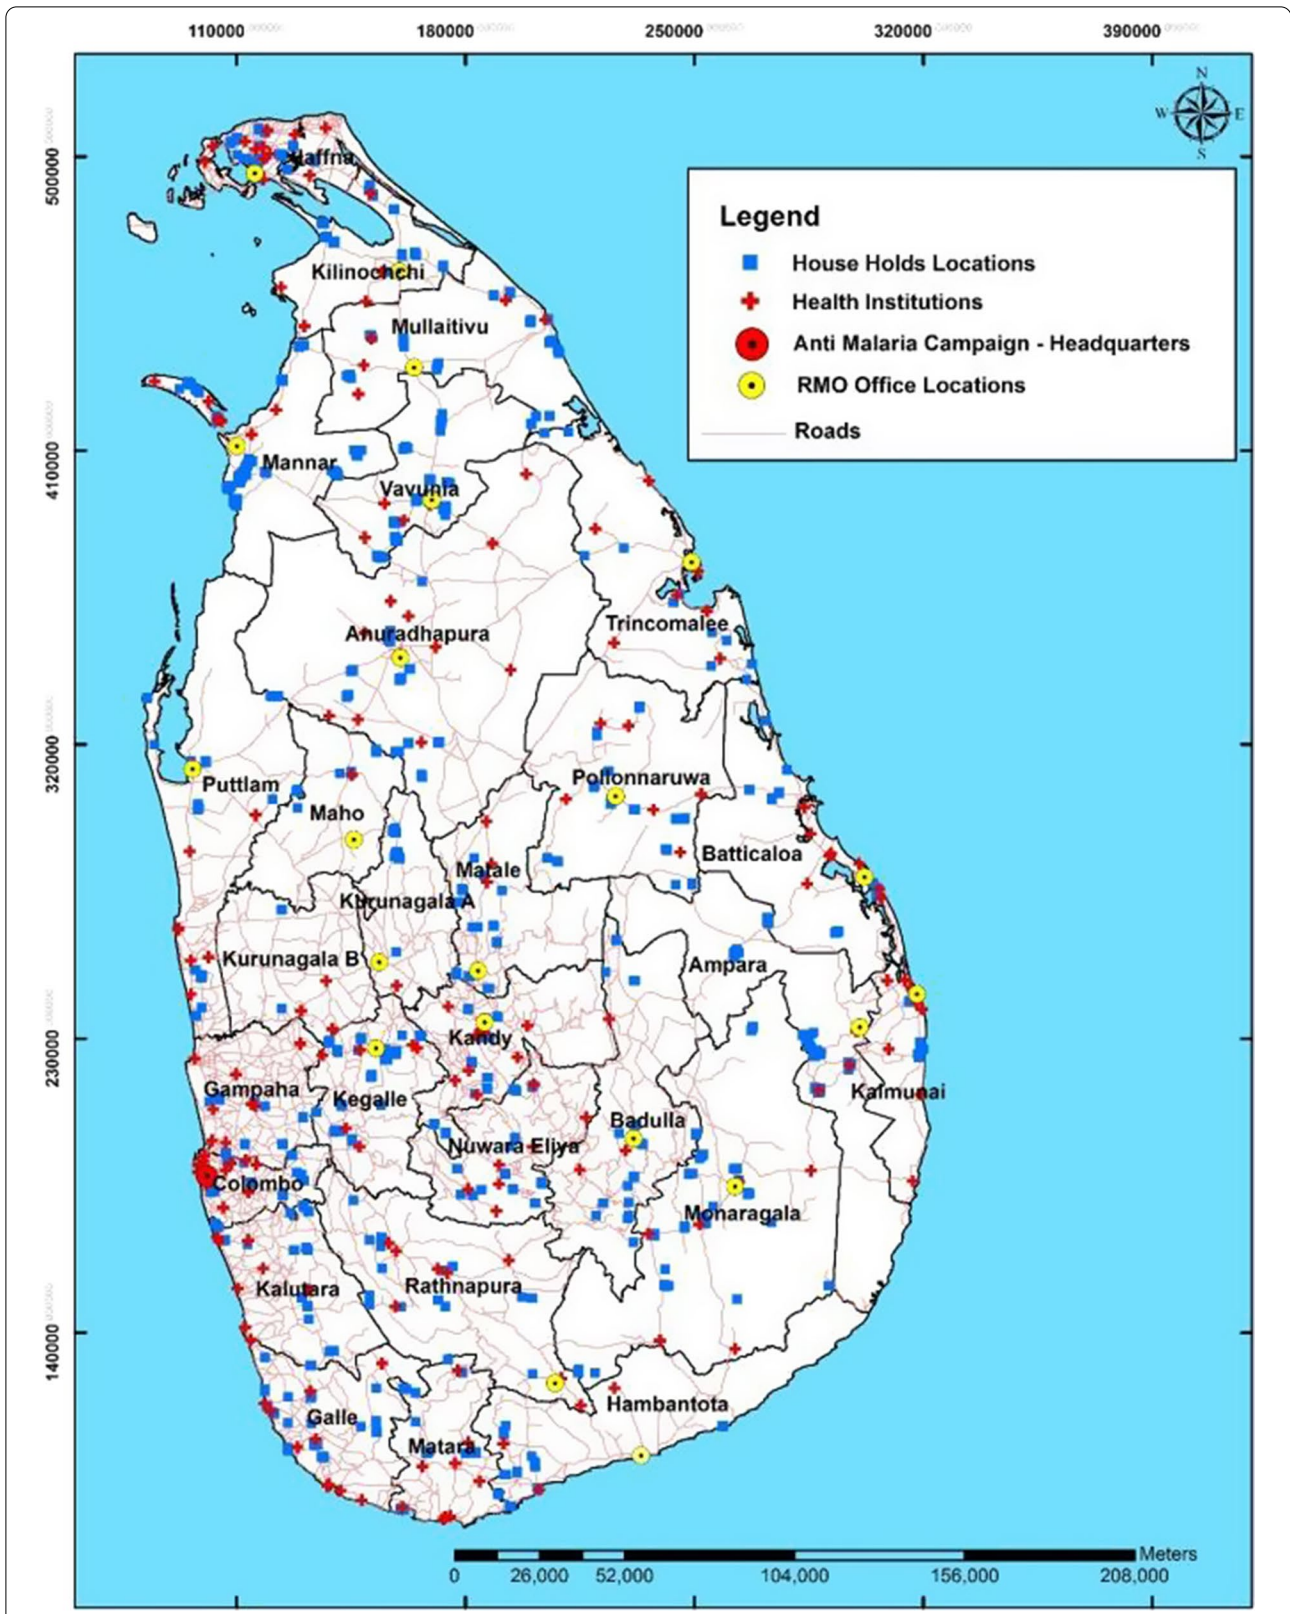 110000 180000 250000 320000 390000
N
W E
S
500000
410000
320000
230000
140000
Legend
House Holds Locations
Health Institutions
Anti Malaria Campaign - Headquarters
RMO Office Locations
Roads
Jaffna
Kilinochchi
Mullaitivu
Mannar
Vavunia
Trincomalee
Anuradhapura
Pollonnaruwa
Puttlam
Maho
Batticaloa
Matale
Kurunagala A
Kurunagala B
Ampara
Kandy
Gampaha
Kegalle
Kalmunai
Badulla
Nuwara Eliya
Colombo
Monaragala
Kalutara
Rathnapura
Hambantota
Galle
Matara
Meters
0 26,000 52,000 104,000 156,000 208,000